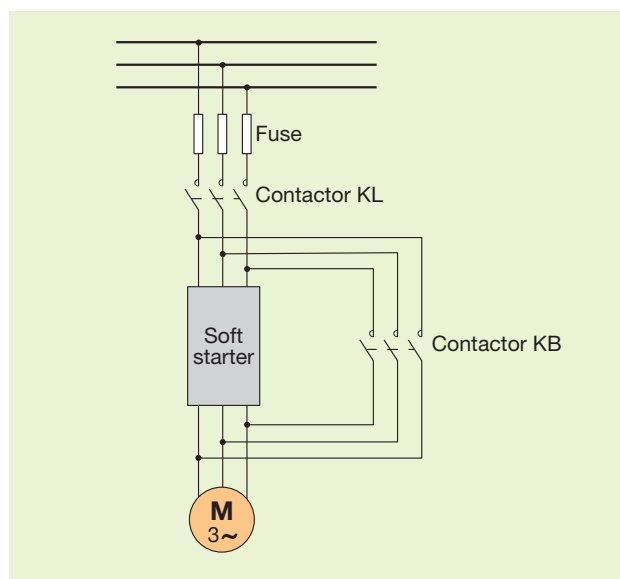 Fuse
Contactor KL
Soft
starter
Contactor KB
M
3~